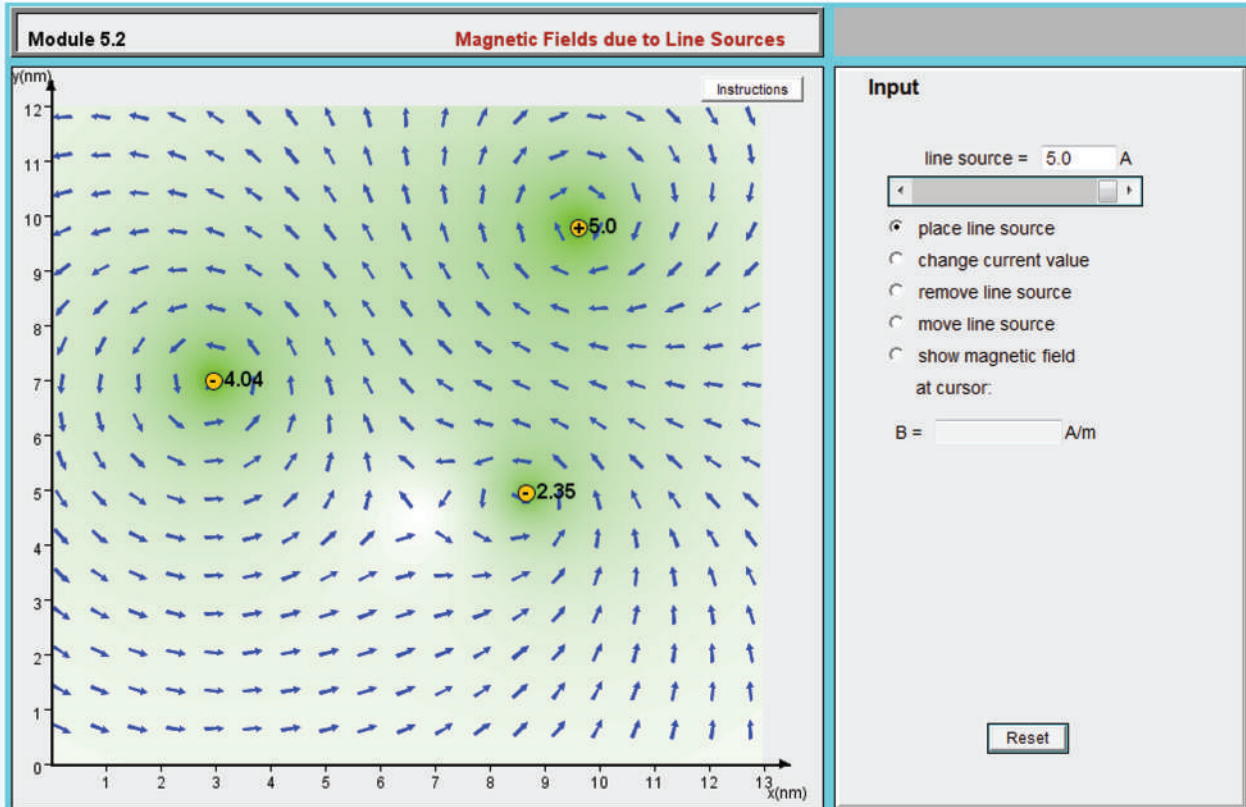 Module 5.2 Magnetic Fields due to Line Sources
y(nm)
Instructions
12
11
10
9
8
7
6
5
4
3
2
1
0
+ 5.0
- 4.04
- 2.35
1 2 3 4 5 6 7 8 9 10 11 12 13
x(nm)
Input
line source = 5.0 A
place line source
change current value
remove line source
move line source
show magnetic field
at cursor:
B = A/m
Reset